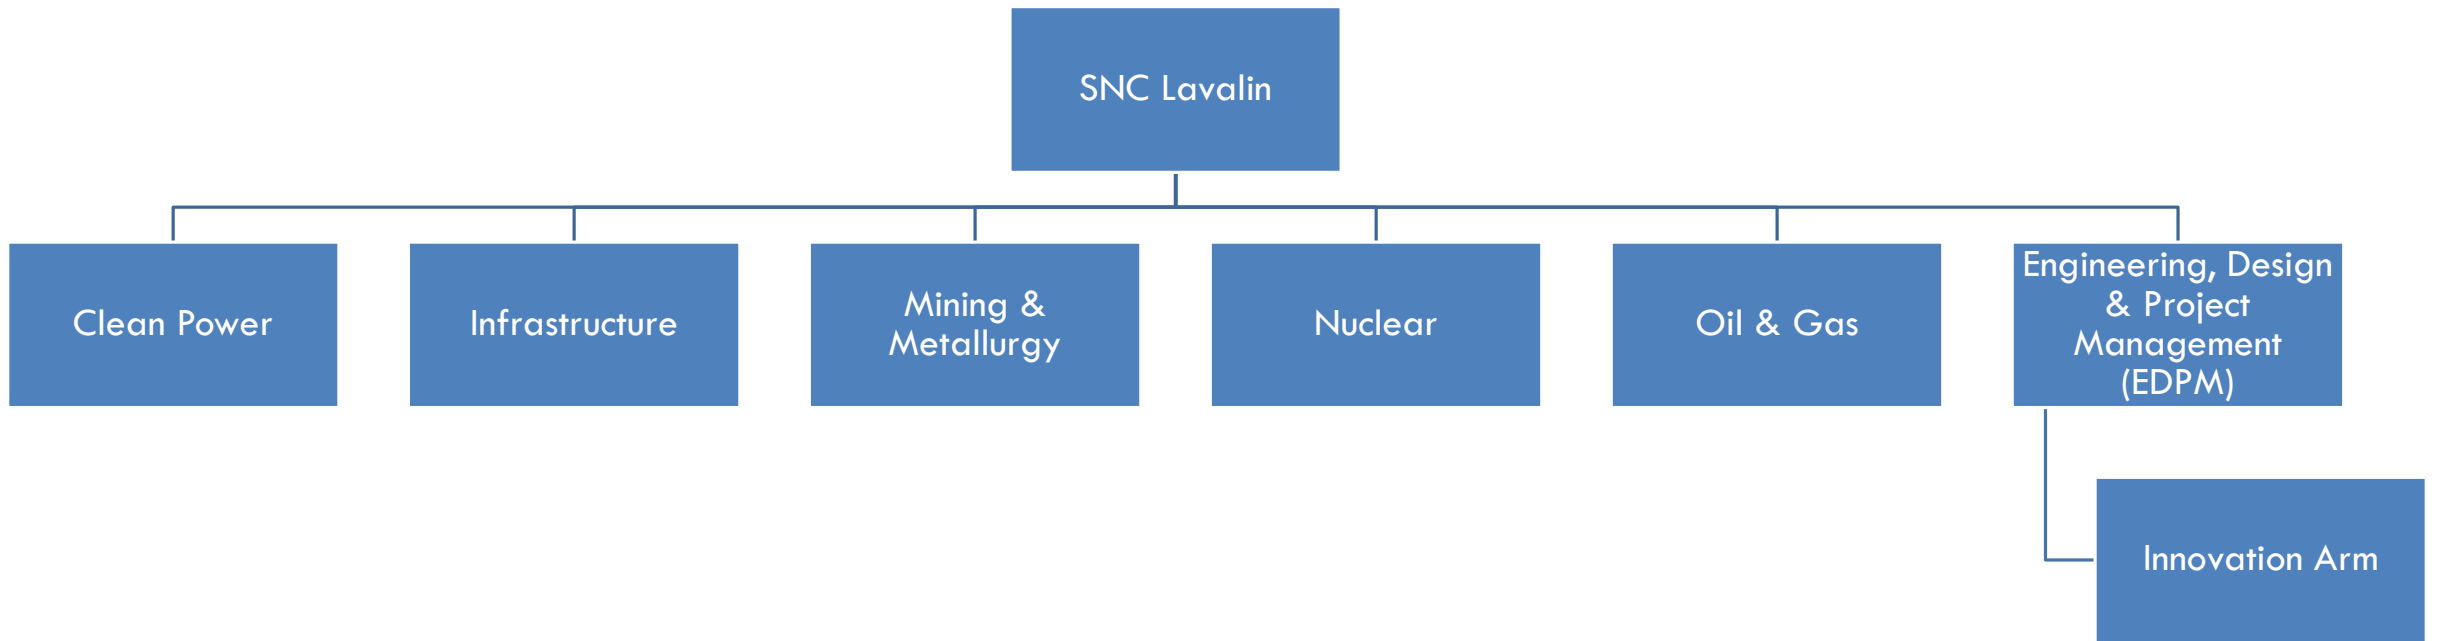 SNC Lavalin
Clean Power
Infrastructure
Mining &
Metallurgy
Nuclear
Oil & Gas
Engineering, Design
& Project
Management
(EDPM)
Innovation Arm